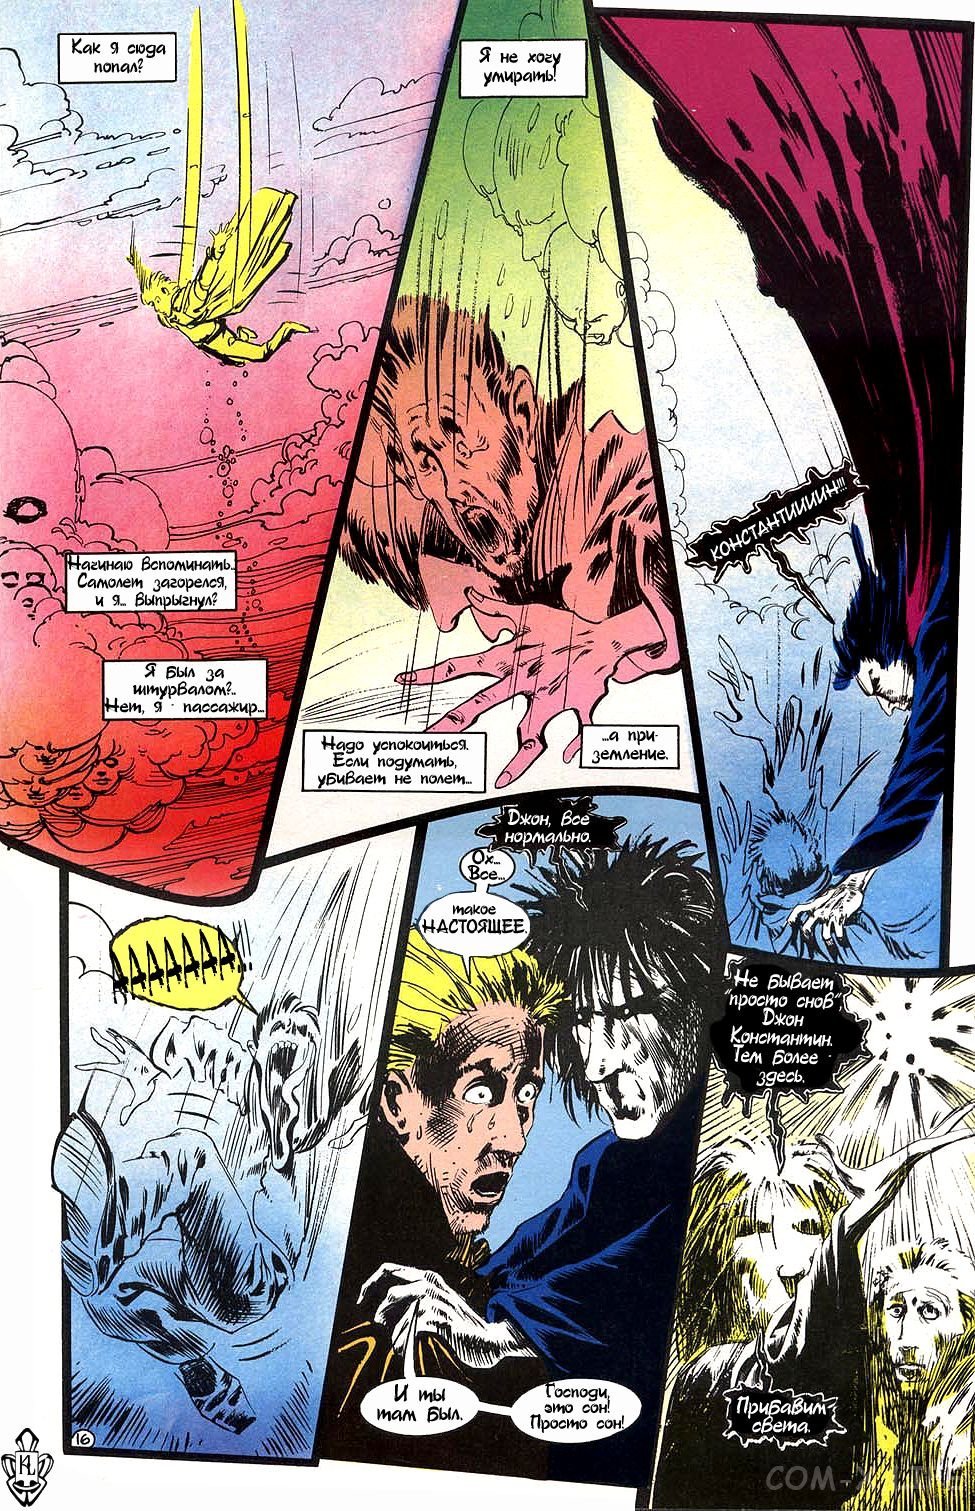 Как я сюда
попал?
Начинаю вспоминать..
Самолет загорелся,
и я... выпрыгнул?
Я был за
штурвалом?..
Нет, я - пассажир...
Я не хочу
умирать!
Надо успокоиться.
Если подумать,
убивает не полет...
...а при-
земление.
КОНСТАНТИИИИН!!!
ААААААА...
Джон, все
нормально.
Ох...
Все...
такое
НАСТОЯЩЕЕ.
И ты
там был.
Господи,
это сон!
Просто сон!
Не бывает
"просто снов"
Джон
Константин.
Тем более -
здесь.
Прибавим-
света.
16
KL